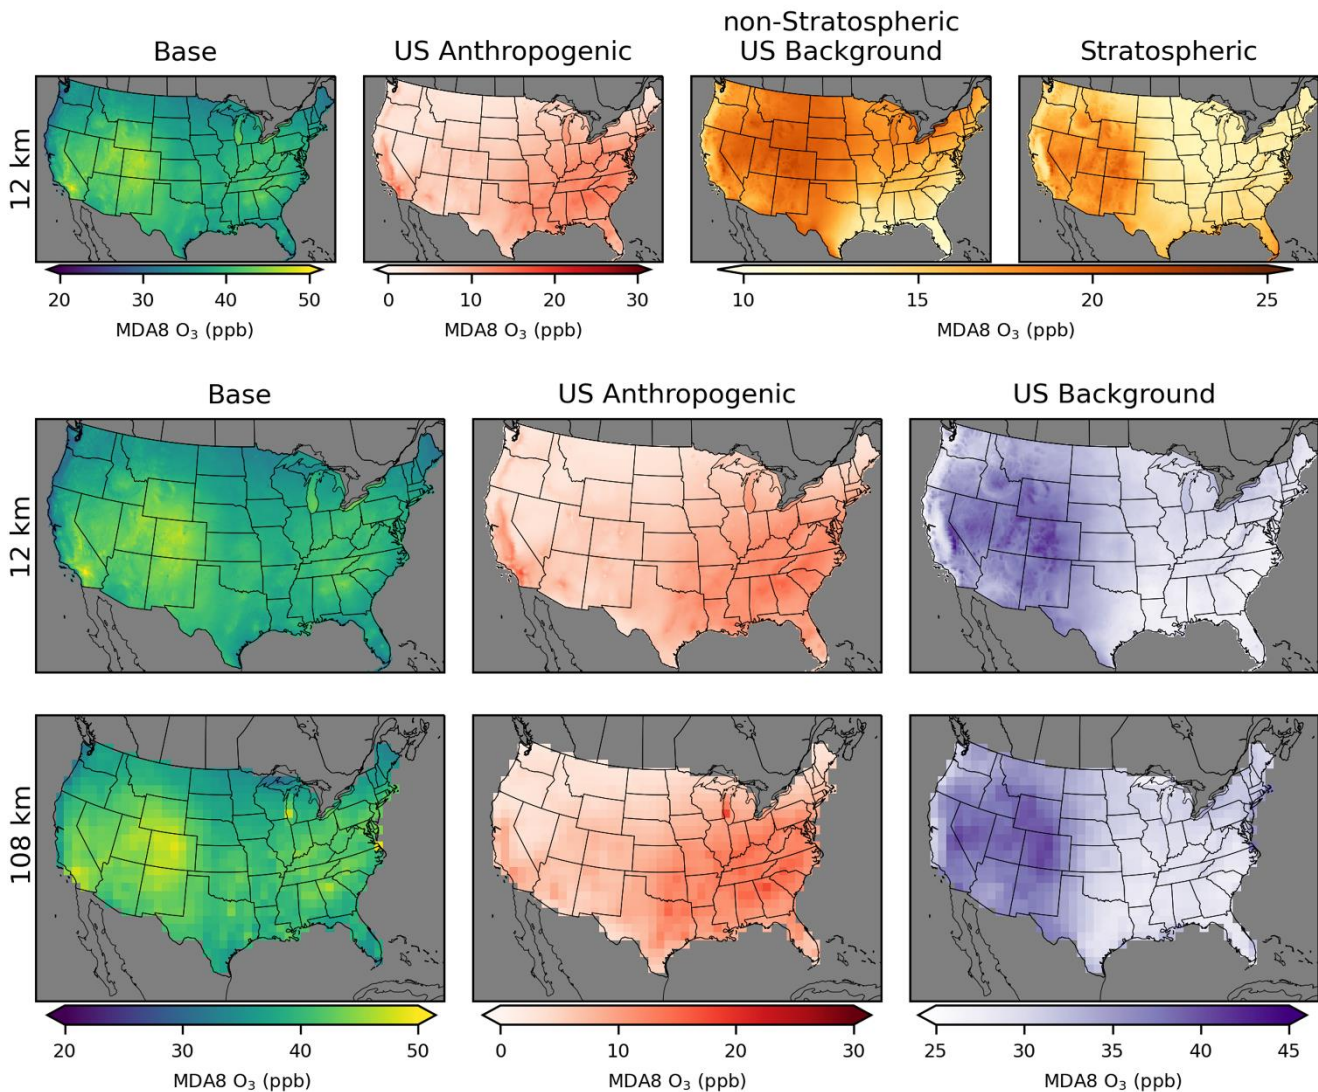 non-Stratospheric
Base US Anthropogenic US Background Stratospheric
12 km
20 30 40 50 0 10 20 30 10 15 20 25
MDA8 O₃ (ppb) MDA8 O₃ (ppb) MDA8 O₃ (ppb)
Base US Anthropogenic US Background
12 km
108 km
20 30 40 50 0 10 20 30 25 30 35 40 45
MDA8 O₃ (ppb) MDA8 O₃ (ppb) MDA8 O₃ (ppb)